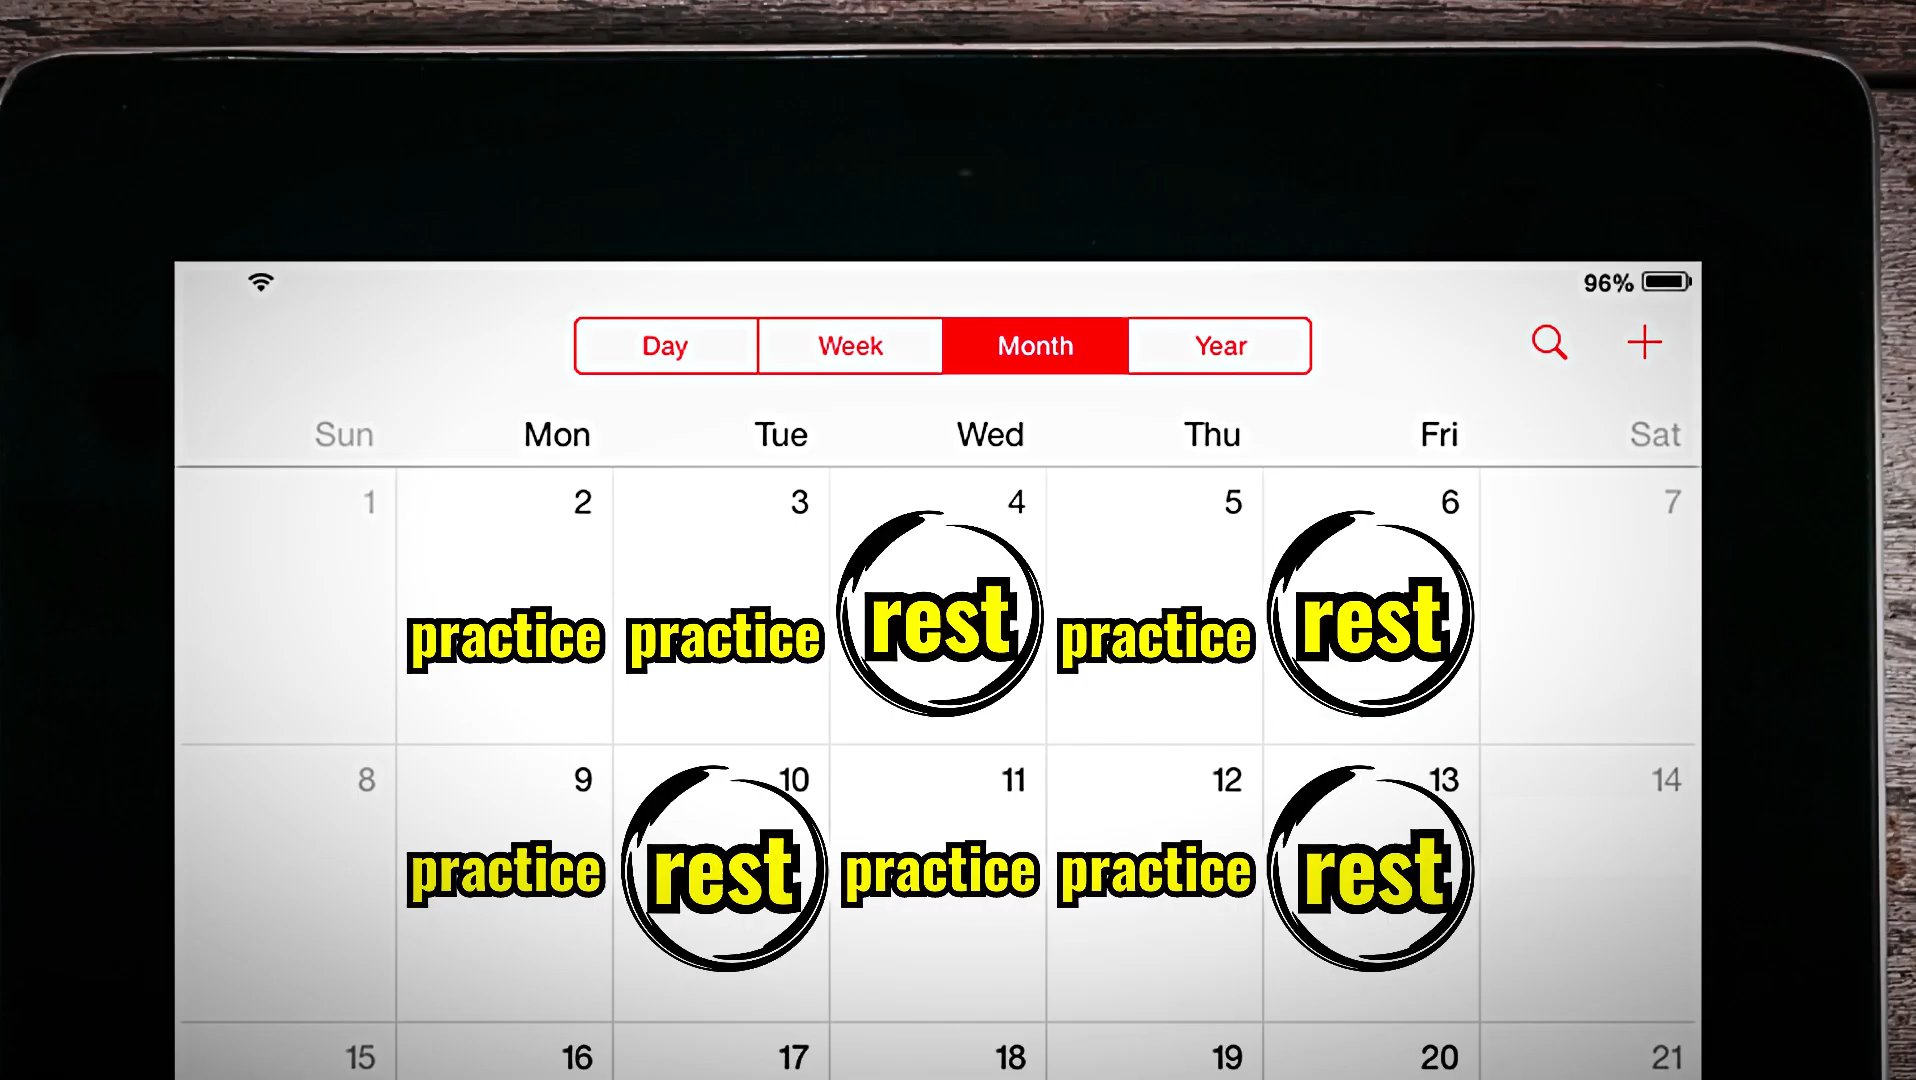 96%
Day Week Month Year
Sun Mon Tue Wed Thu Fri Sat
1 2 3 4 5 6 7
practice practice rest practice rest
8 9 10 11 12 13 14
practice rest practice practice rest
15 16 17 18 19 20 21